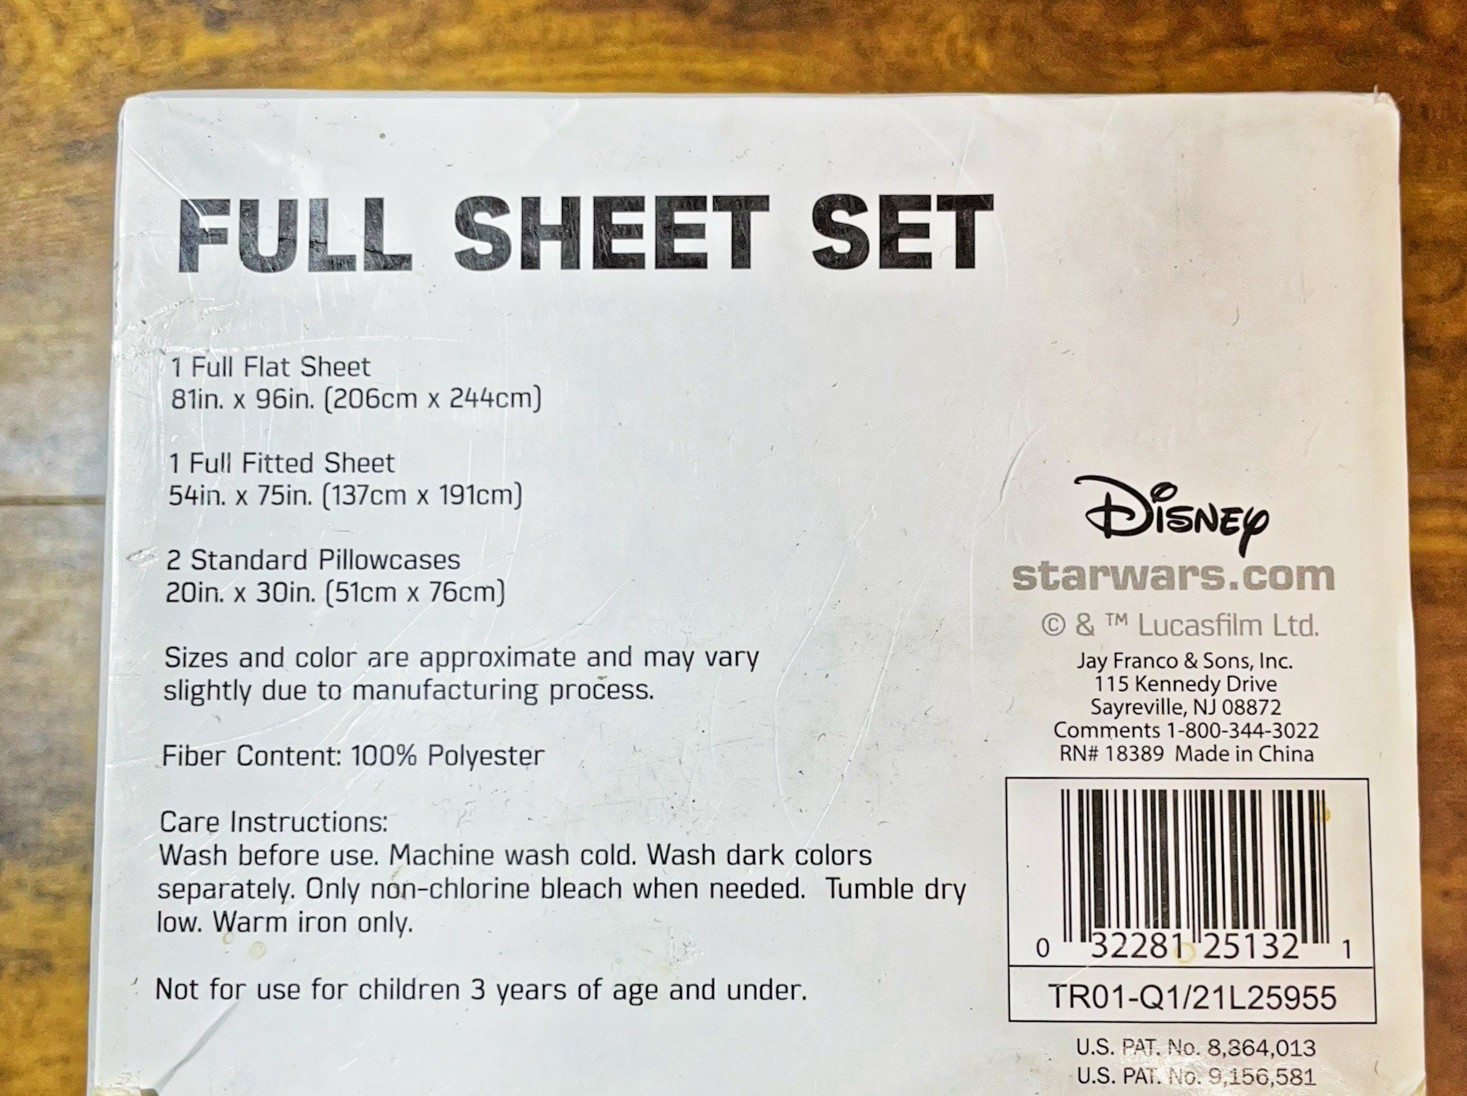 FULL SHEET SET
1 Full Flat Sheet
81in. x 96in. (206cm x 244cm)
1 Full Fitted Sheet
54in. x 75in. (137cm x 191cm)
2 Standard Pillowcases
20in. x 30in. (51cm x 76cm)
Sizes and color are approximate and may vary
slightly due to manufacturing process.
Fiber Content: 100% Polyester
Care Instructions:
Wash before use. Machine wash cold. Wash dark colors
separately. Only non-chlorine bleach when needed.  Tumble dry
low. Warm iron only.
Not for use for children 3 years of age and under.
Disney
starwars.com
© & ™ Lucasfilm Ltd.
Jay Franco & Sons, Inc.
115 Kennedy Drive
Sayreville, NJ 08872
Comments 1-800-344-3022
RN# 18389  Made in China
0 32281 25132 1
TR01-Q1/21L25955
U.S. PAT. No. 8,364,013
U.S. PAT. No. 9,156,581